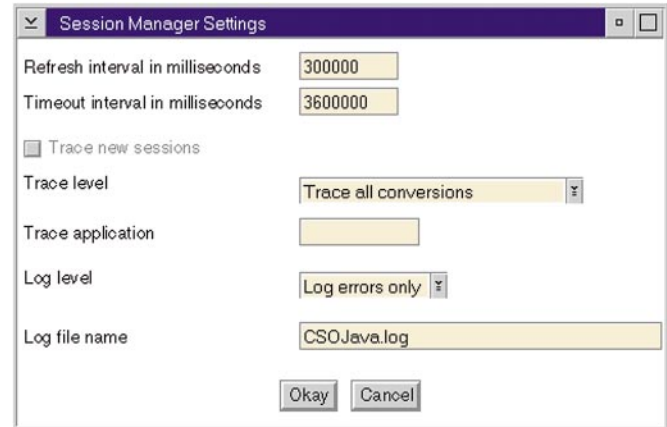 Session Manager Settings
Refresh interval in milliseconds 300000
Timeout interval in milliseconds 3600000
Trace new sessions
Trace level Trace all conversions
Trace application
Log level Log errors only
Log file name CSOJava.log
Okay Cancel